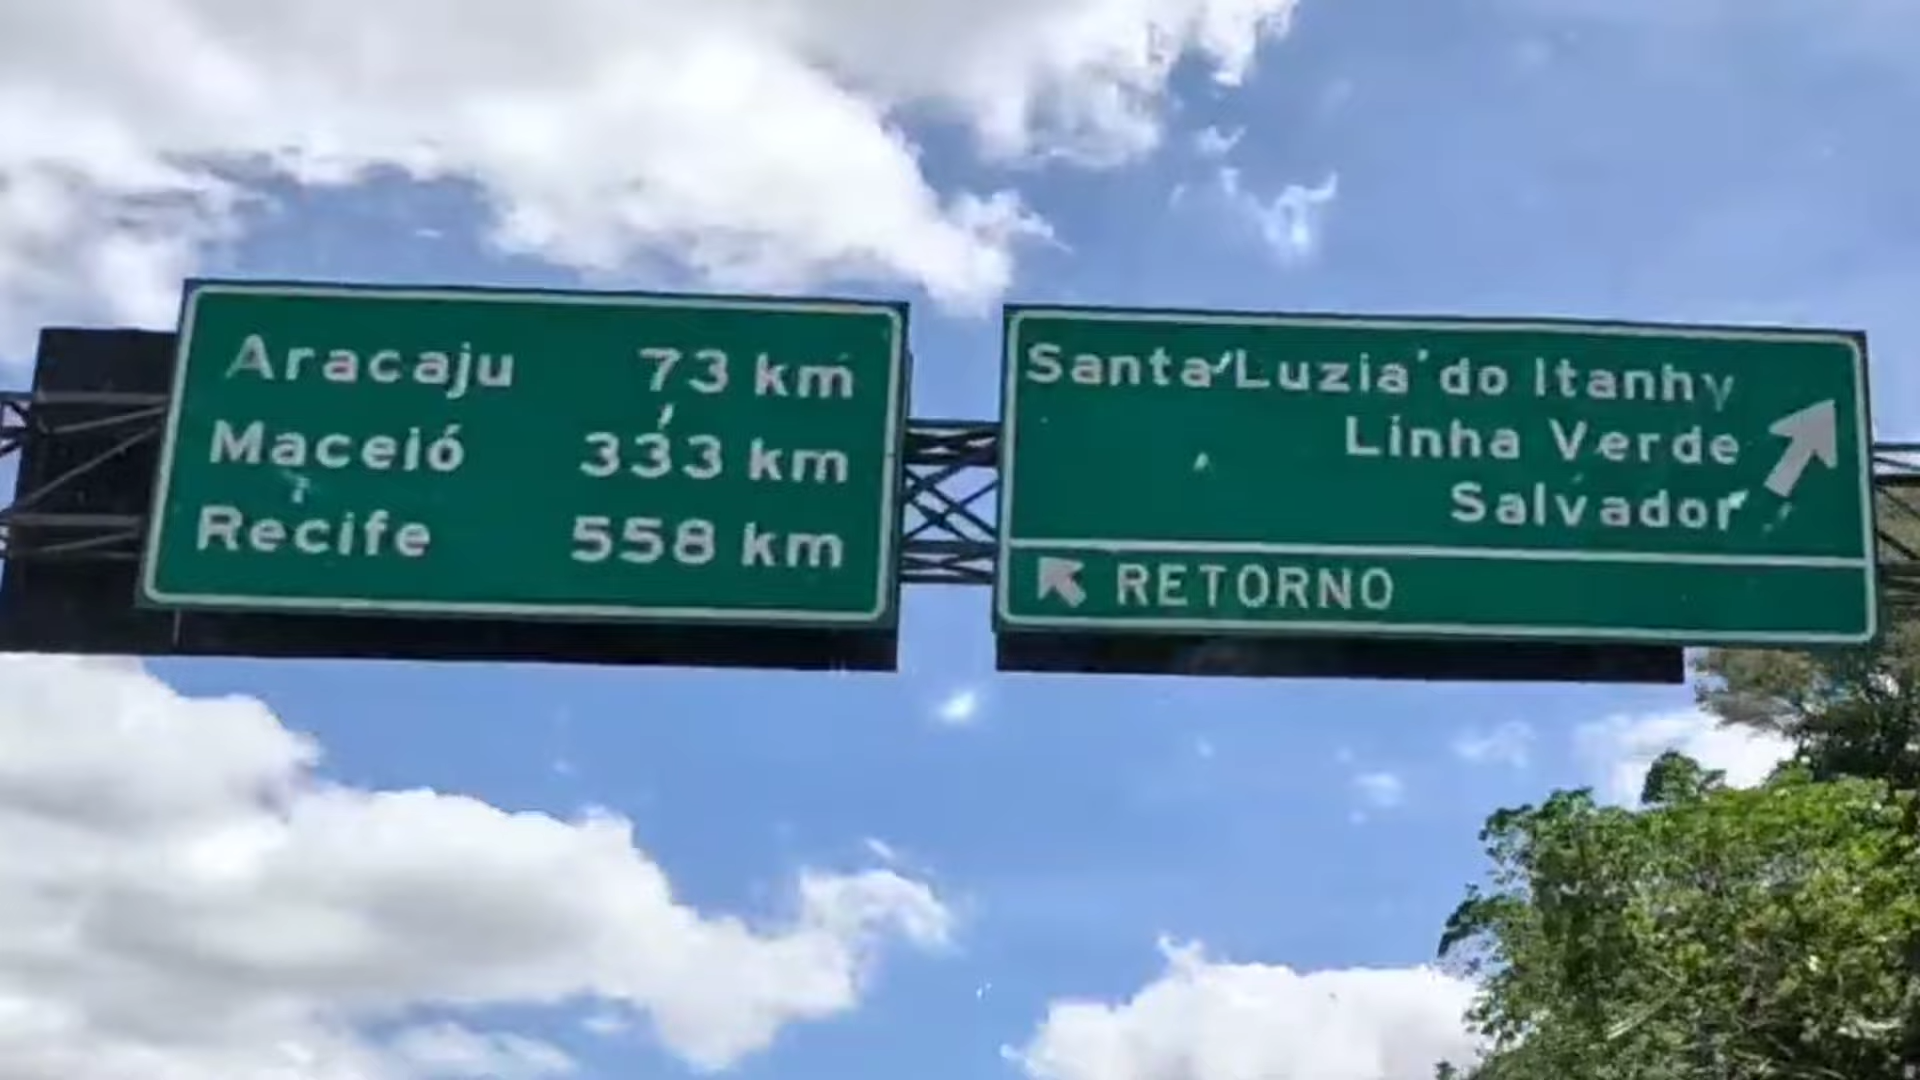 Aracaju 73 km
Maceió 333 km
Recife 558 km
Santa Luzia do Itanhy
Linha Verde
Salvador
RETORNO